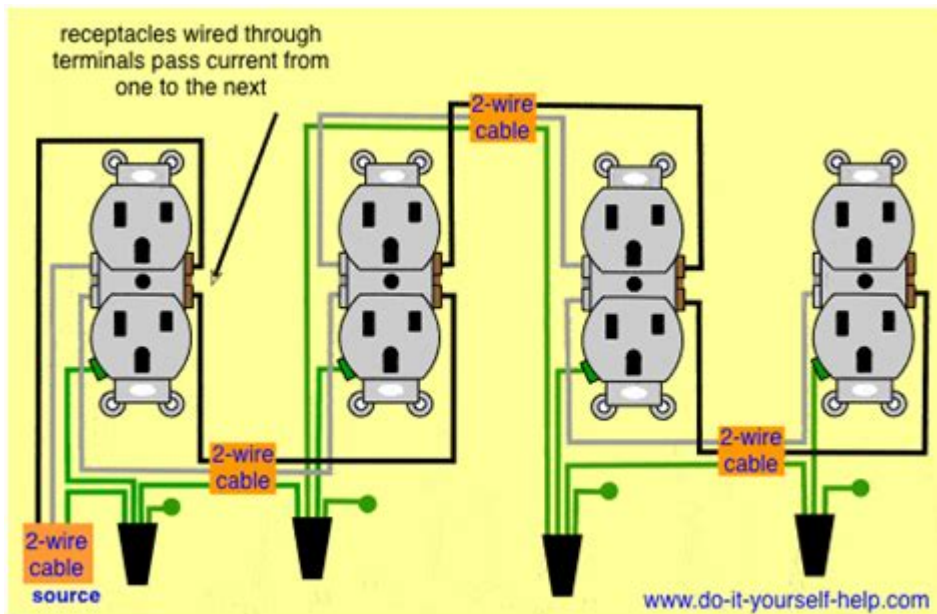 receptacles wired through
terminals pass current from
one to the next
2-wire
cable
2-wire
cable
2-wire
cable
2-wire
cable
source
www.do-it-yourself-help.com